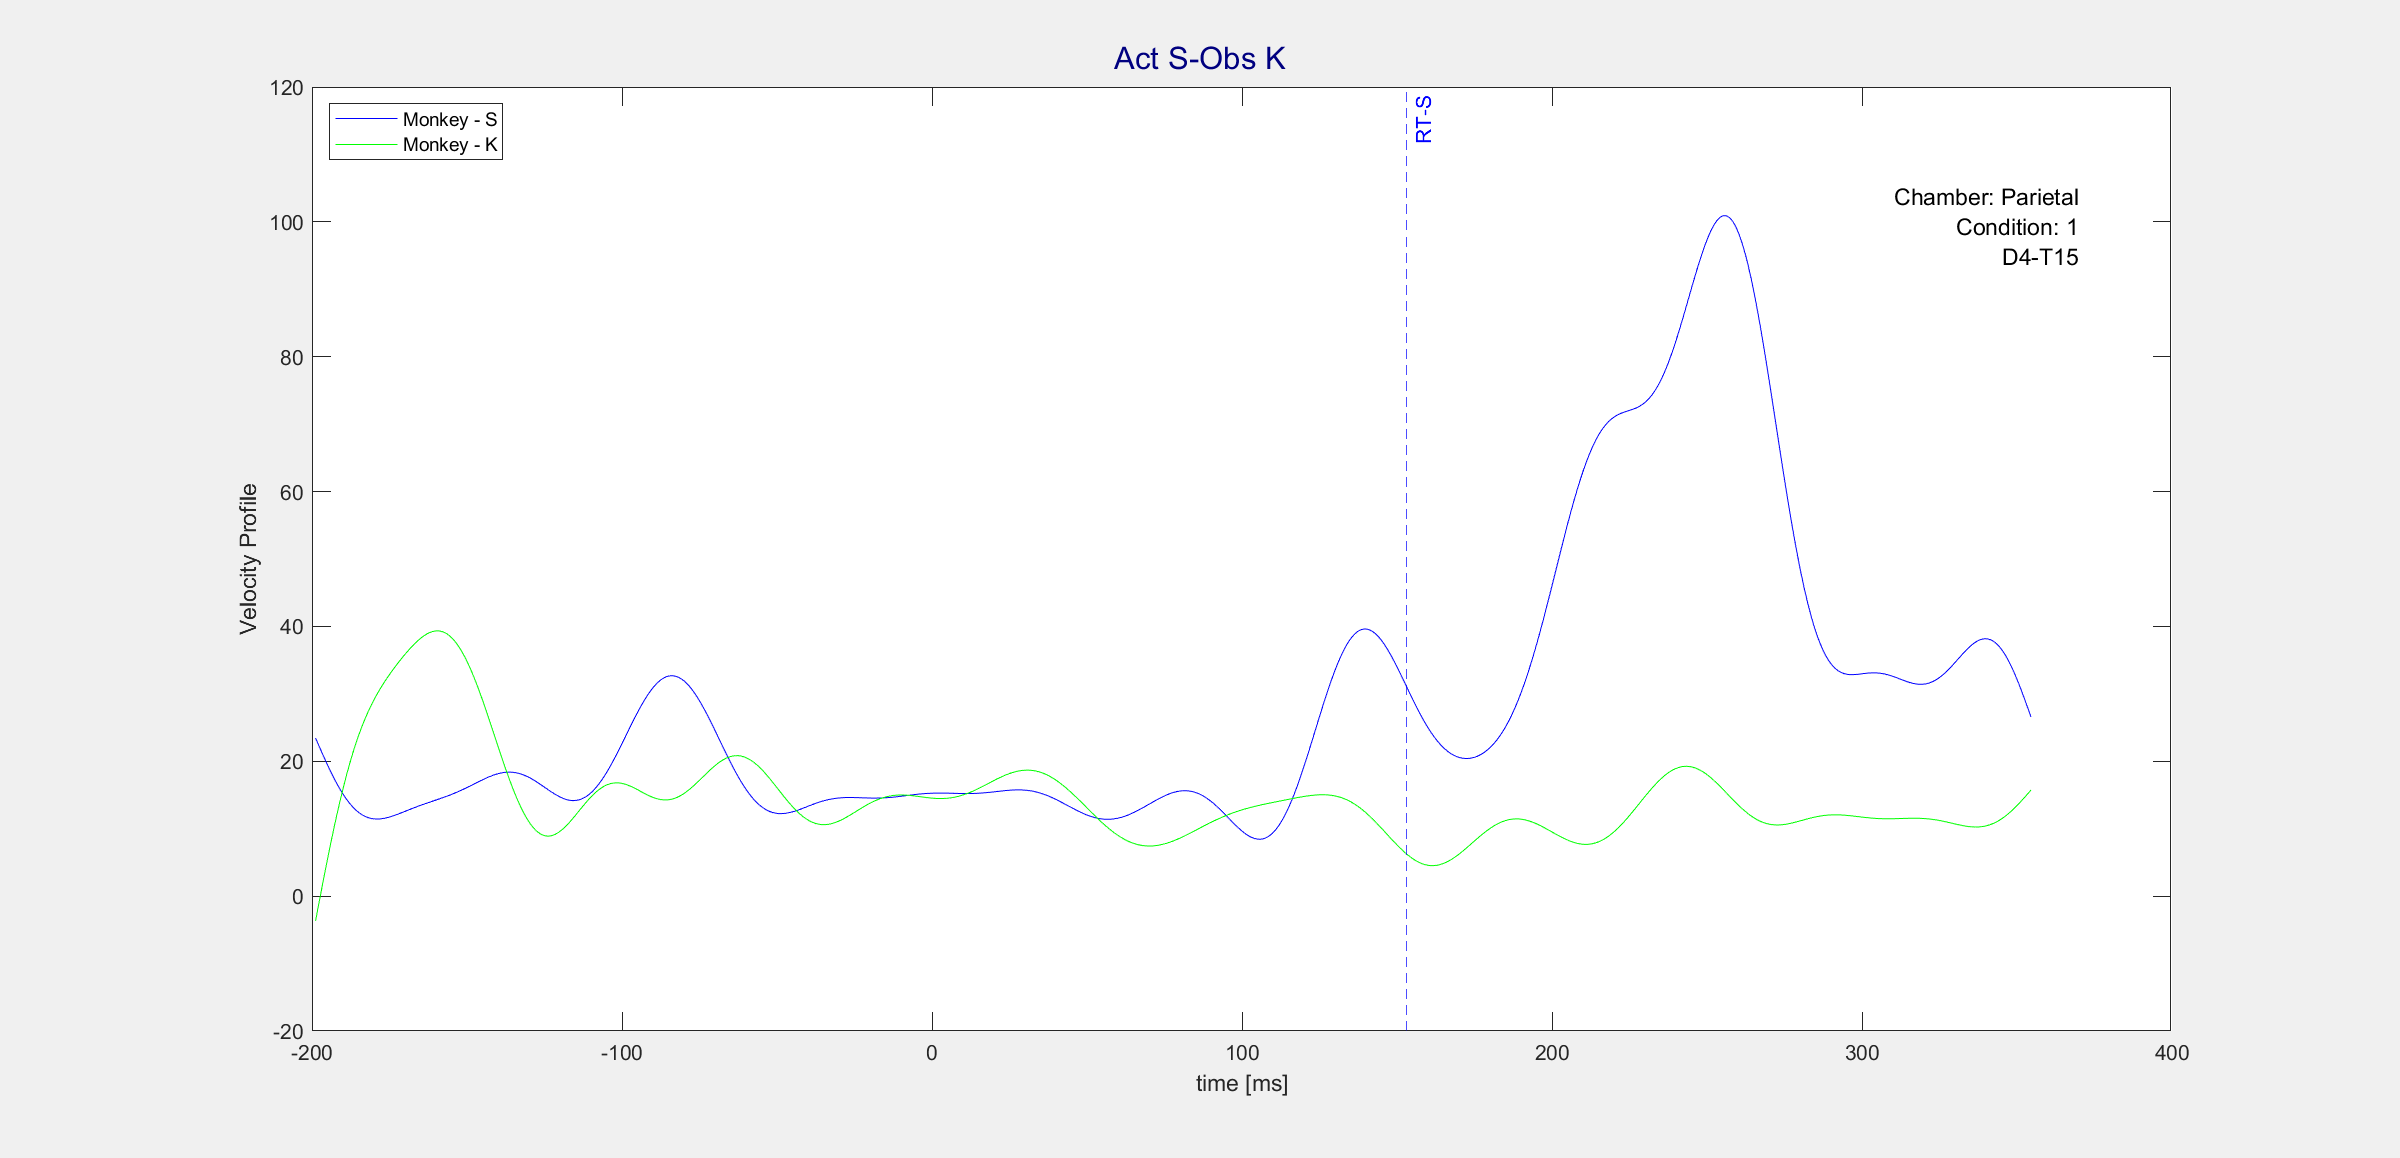 Act S-Obs K
Monkey - S
Monkey - K
RT-S
Chamber: Parietal
Condition: 1
D4-T15
Velocity Profile
120
100
80
60
40
20
0
-20
-200
-100
0
100
200
300
400
time [ms]